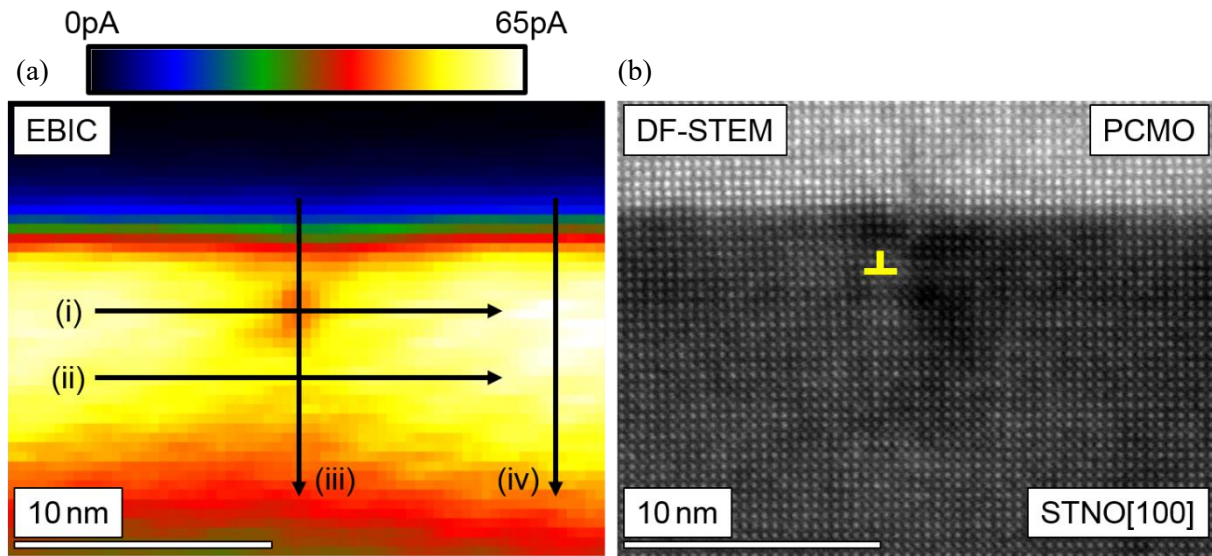 0pA 65pA
(a) (b)
EBIC DF-STEM PCMO
(i)
(ii)
(iii) (iv)
10 nm 10 nm STNO[100]